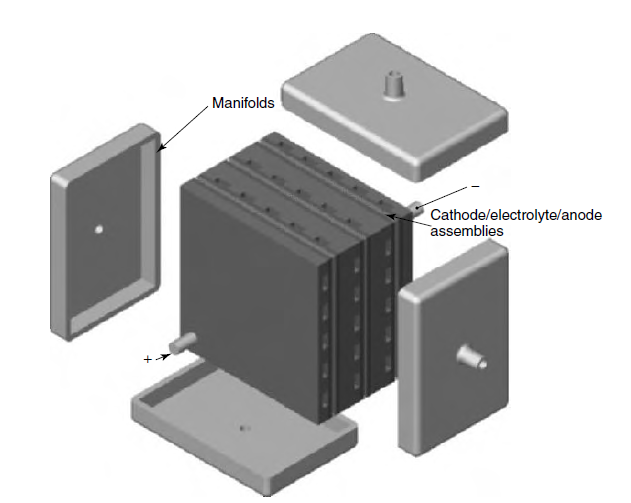 Manifolds
−
Cathode/electrolyte/anode
assemblies
+